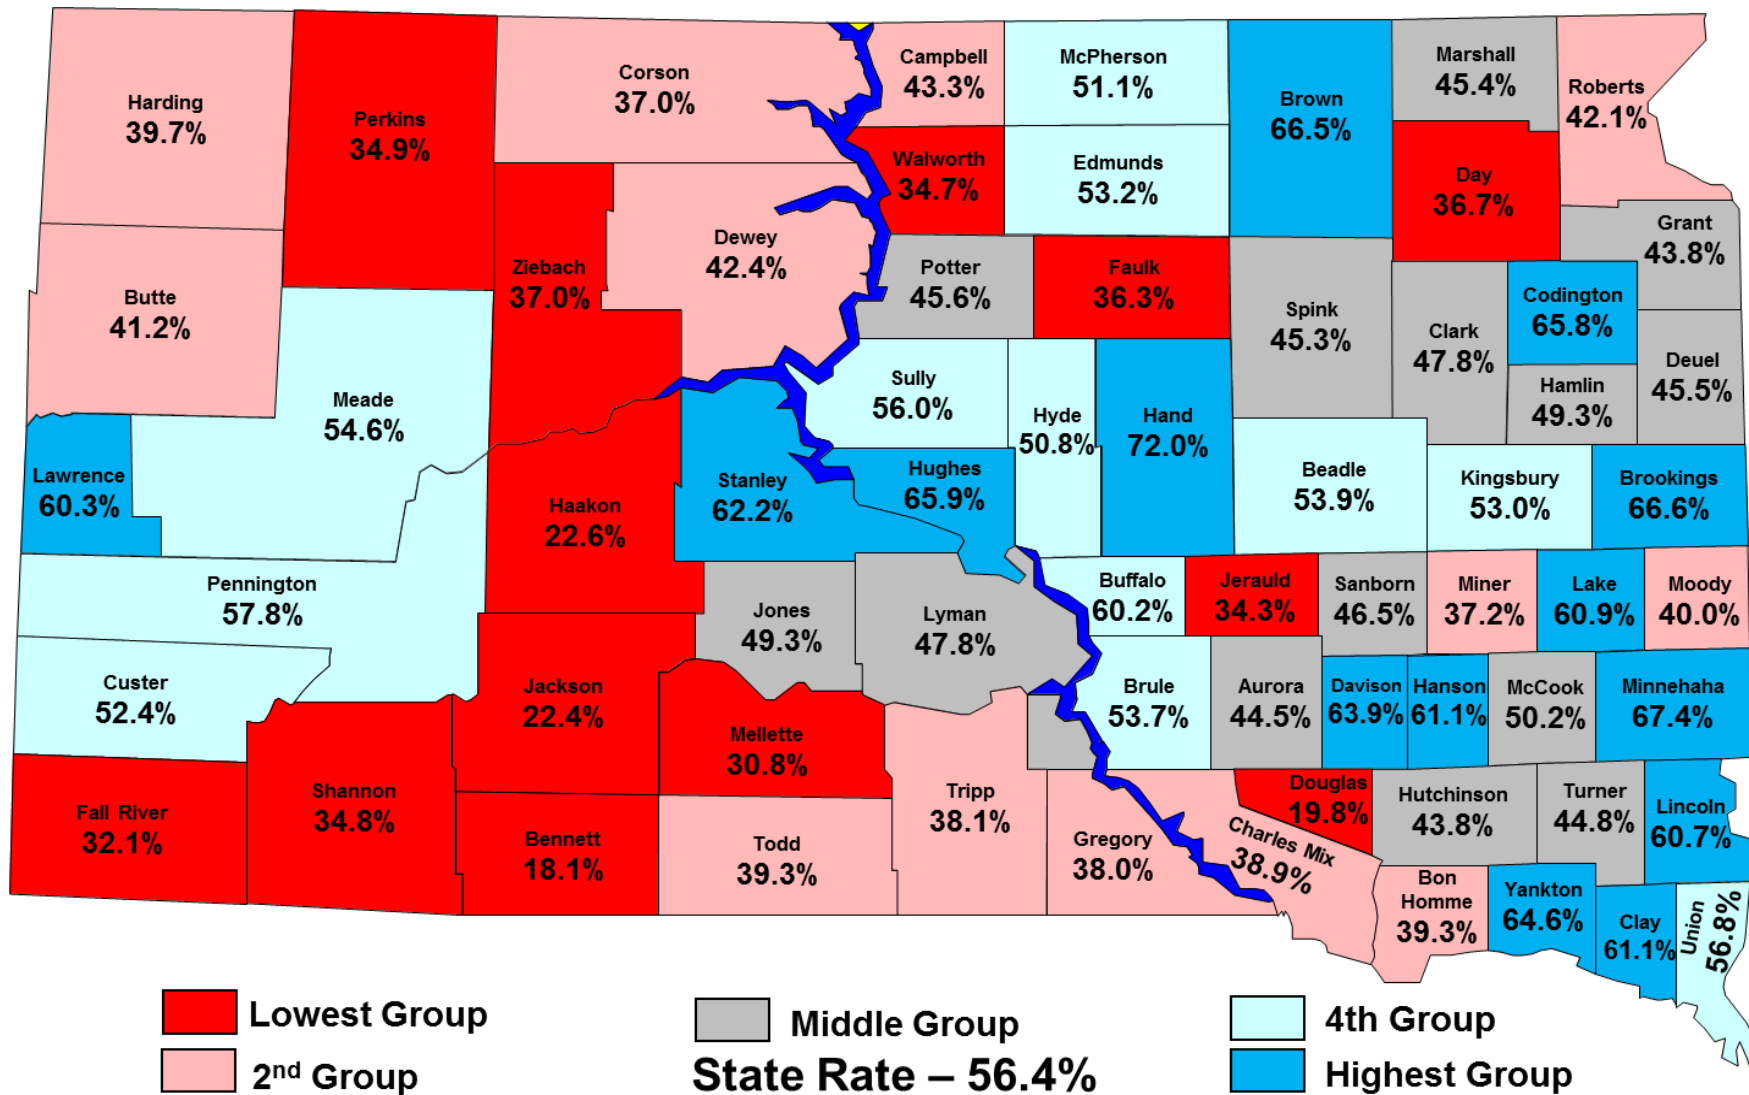 Harding
39.7%
Perkins
34.9%
Corson
37.0%
Campbell
43.3%
McPherson
51.1%
Brown
66.5%
Marshall
45.4%
Roberts
42.1%
Walworth
34.7%
Edmunds
53.2%
Day
36.7%
Butte
41.2%
Ziebach
37.0%
Dewey
42.4%
Potter
45.6%
Faulk
36.3%
Spink
45.3%
Clark
47.8%
Codington
65.8%
Grant
43.8%
Meade
54.6%
Sully
56.0%
Hyde
50.8%
Hand
72.0%
Hamlin
49.3%
Deuel
45.5%
Lawrence
60.3%
Haakon
22.6%
Stanley
62.2%
Hughes
65.9%
Beadle
53.9%
Kingsbury
53.0%
Brookings
66.6%
Pennington
57.8%
Jones
49.3%
Lyman
47.8%
Buffalo
60.2%
Jerauld
34.3%
Sanborn
46.5%
Miner
37.2%
Lake
60.9%
Moody
40.0%
Custer
52.4%
Jackson
22.4%
Mellette
30.8%
Brule
53.7%
Aurora
44.5%
Davison
63.9%
Hanson
61.1%
McCook
50.2%
Minnehaha
67.4%
Fall River
32.1%
Shannon
34.8%
Bennett
18.1%
Todd
39.3%
Tripp
38.1%
Gregory
38.0%
Charles Mix
38.9%
Douglas
19.8%
Hutchinson
43.8%
Turner
44.8%
Lincoln
60.7%
Bon
Homme
39.3%
Yankton
64.6%
Clay
61.1%
Union
56.8%
Lowest Group
2nd Group
Middle Group
State Rate – 56.4%
4th Group
Highest Group